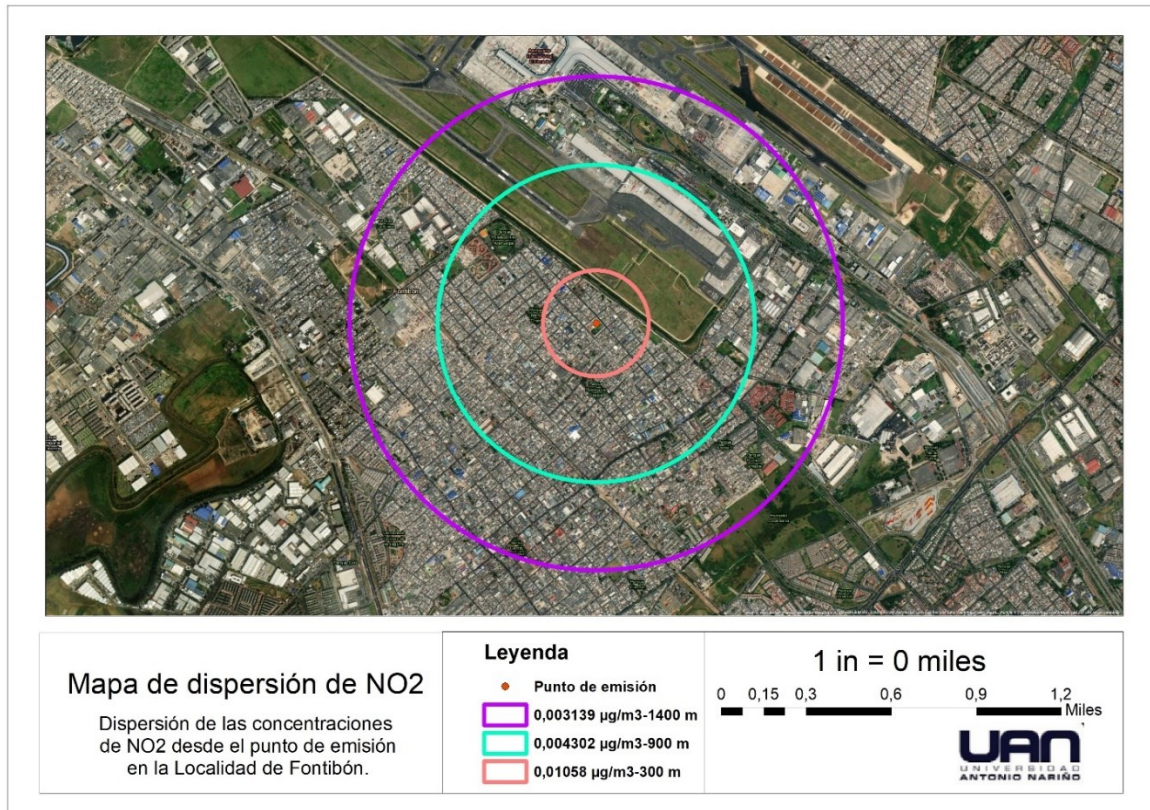 Fontibón
Mapa de dispersión de NO2
Dispersión de las concentraciones
de NO2 desde el punto de emisión
en la Localidad de Fontibón.
Leyenda
Punto de emisión
0,003139 µg/m3-1400 m
0,004302 µg/m3-900 m
0,01058 µg/m3-300 m
1 in = 0 miles
0 0,15 0,3 0,6 0,9 1,2
Miles
UAN
UNIVERSIDAD
ANTONIO NARIÑO